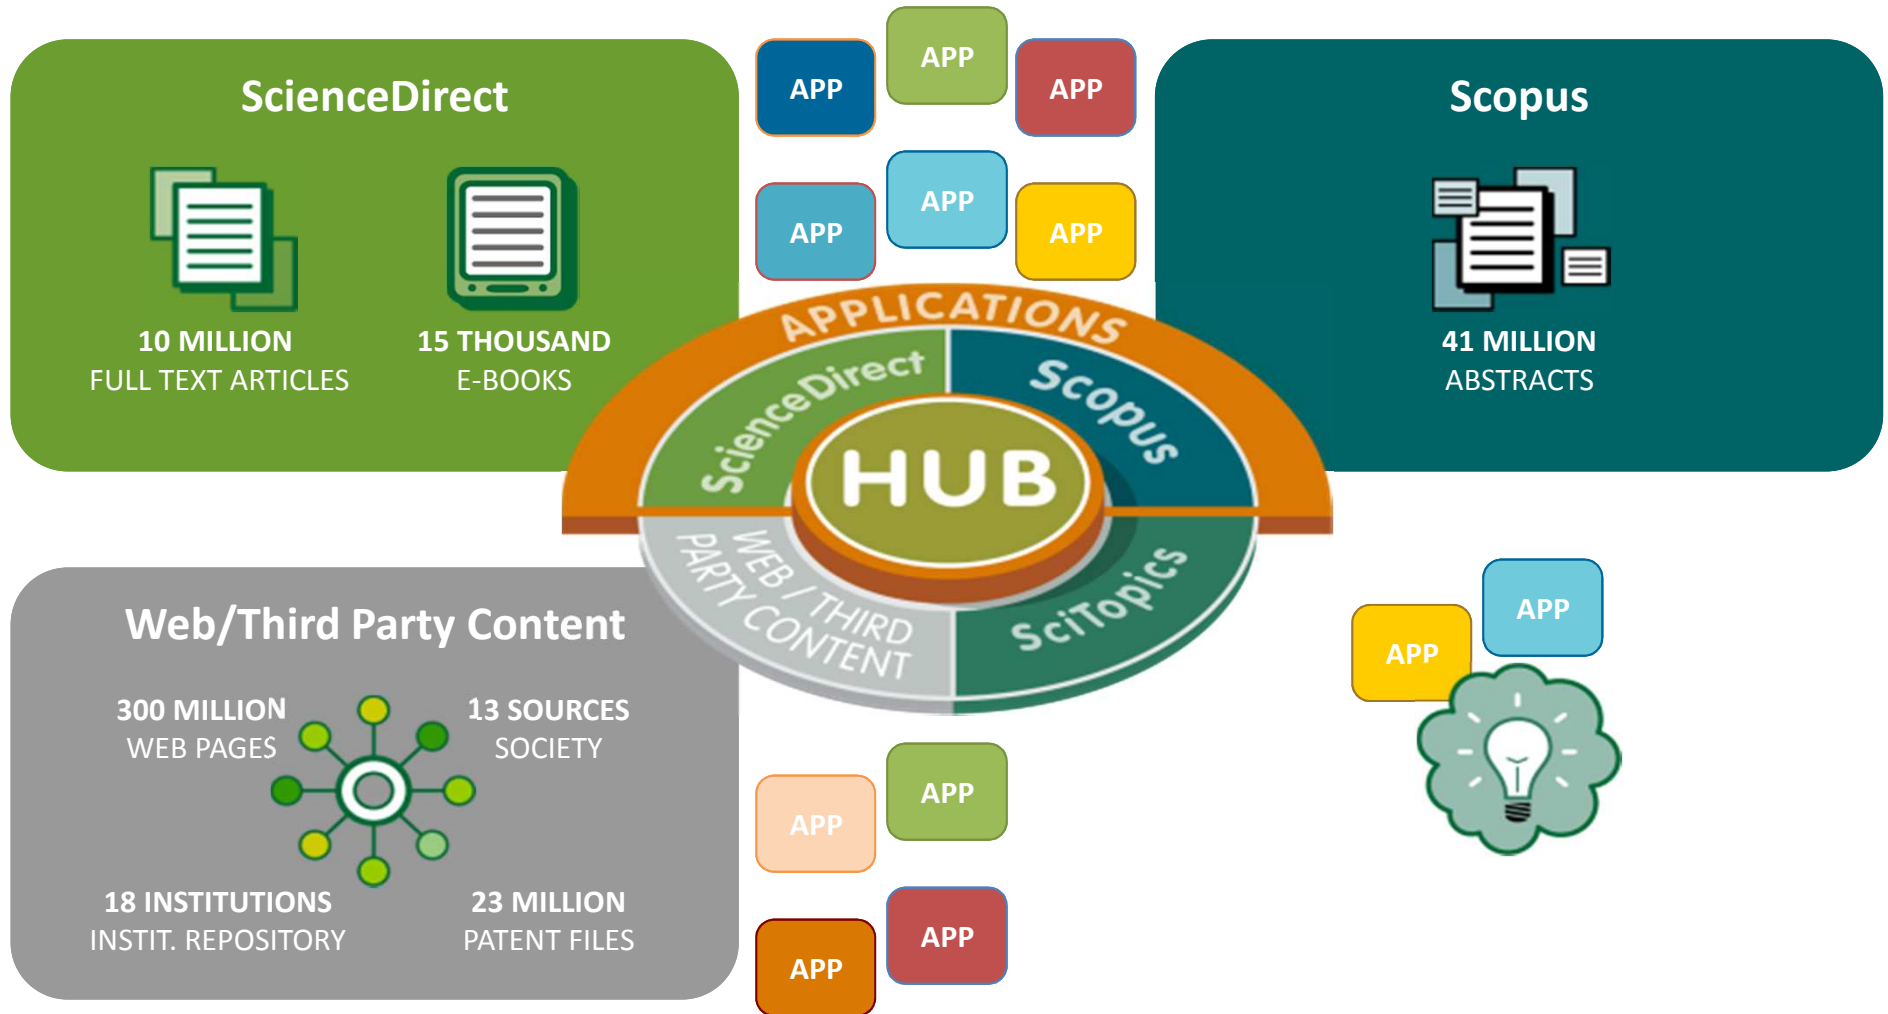 ScienceDirect
10 MILLION
FULL TEXT ARTICLES
15 THOUSAND
E-BOOKS
APP
APP
APP
APP
APP
APP
Scopus
41 MILLION
ABSTRACTS
APPLICATIONS
ScienceDirect
Scopus
HUB
WEB / THIRD
PARTY CONTENT
SciTopics
Web/Third Party Content
300 MILLION
WEB PAGES
13 SOURCES
SOCIETY
18 INSTITUTIONS
INSTIT. REPOSITORY
23 MILLION
PATENT FILES
APP
APP
APP
APP
APP
APP